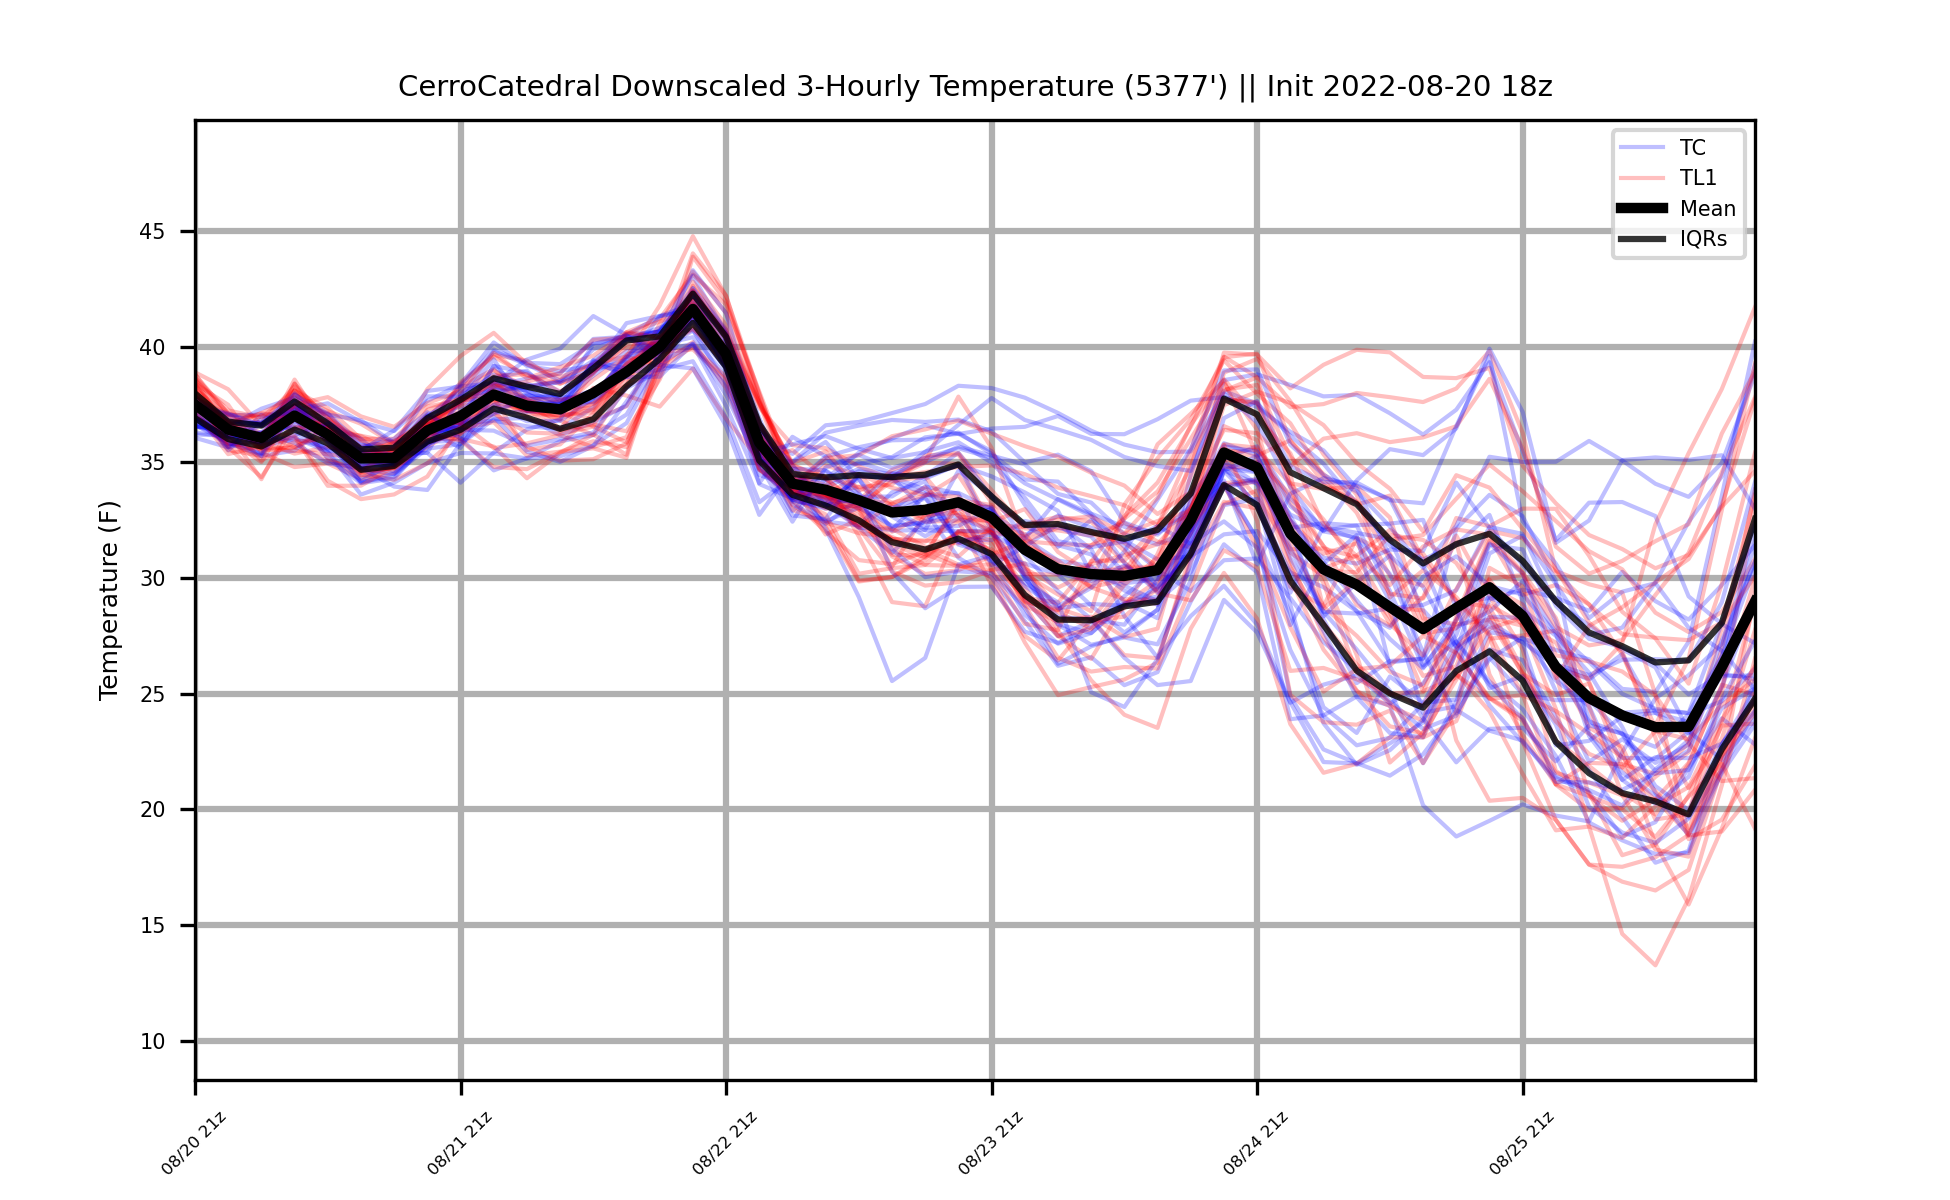 CerroCatedral Downscaled 3-Hourly Temperature (5377') || Init 2022-08-20 18z
TC
TL1
Mean
IQRs
Temperature (F)
45
40
35
30
25
20
15
10
08/20 21z
08/21 21z
08/22 21z
08/23 21z
08/24 21z
08/25 21z